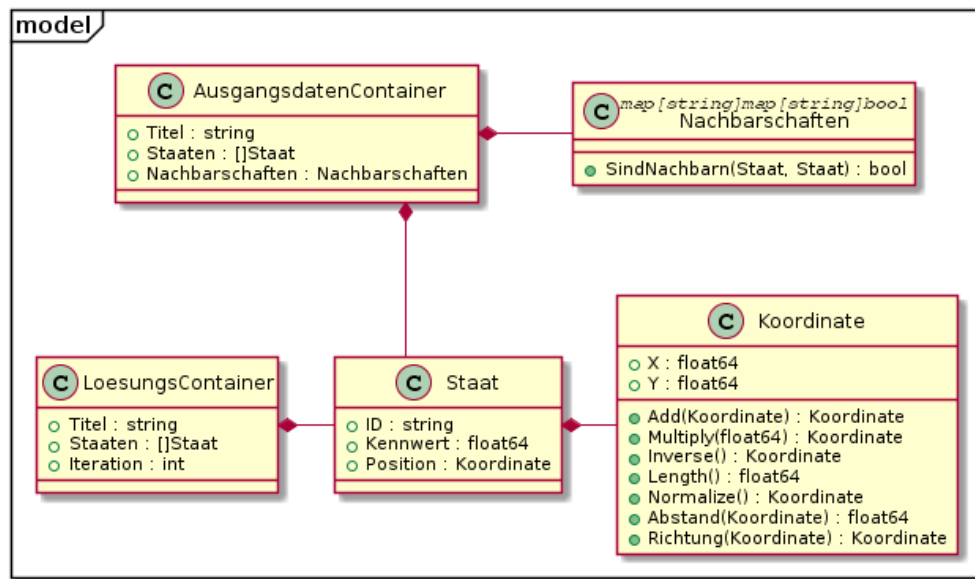 model
C AusgangsdatenContainer
Titel : string
Staaten : []Staat
Nachbarschaften : Nachbarschaften
map[string]map[string]bool
C Nachbarschaften
SindNachbarn(Staat, Staat) : bool
C LoesungsContainer
Titel : string
Staaten : []Staat
Iteration : int
C Staat
ID : string
Kennwert : float64
Position : Koordinate
C Koordinate
X : float64
Y : float64
Add(Koordinate) : Koordinate
Multiply(float64) : Koordinate
Inverse() : Koordinate
Length() : float64
Normalize() : Koordinate
Abstand(Koordinate) : float64
Richtung(Koordinate) : Koordinate